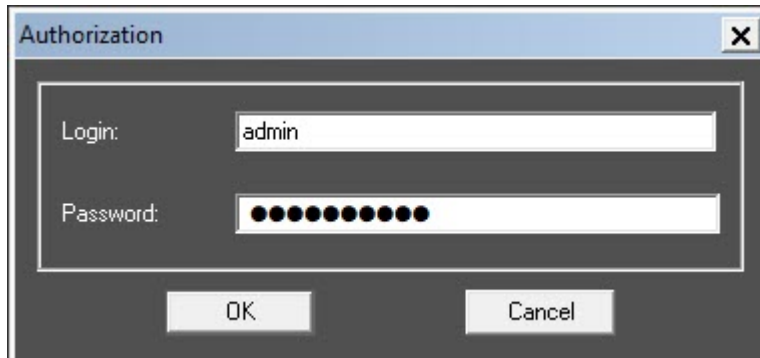 Authorization
Login: admin
Password: ●●●●●●●●●●
OK Cancel